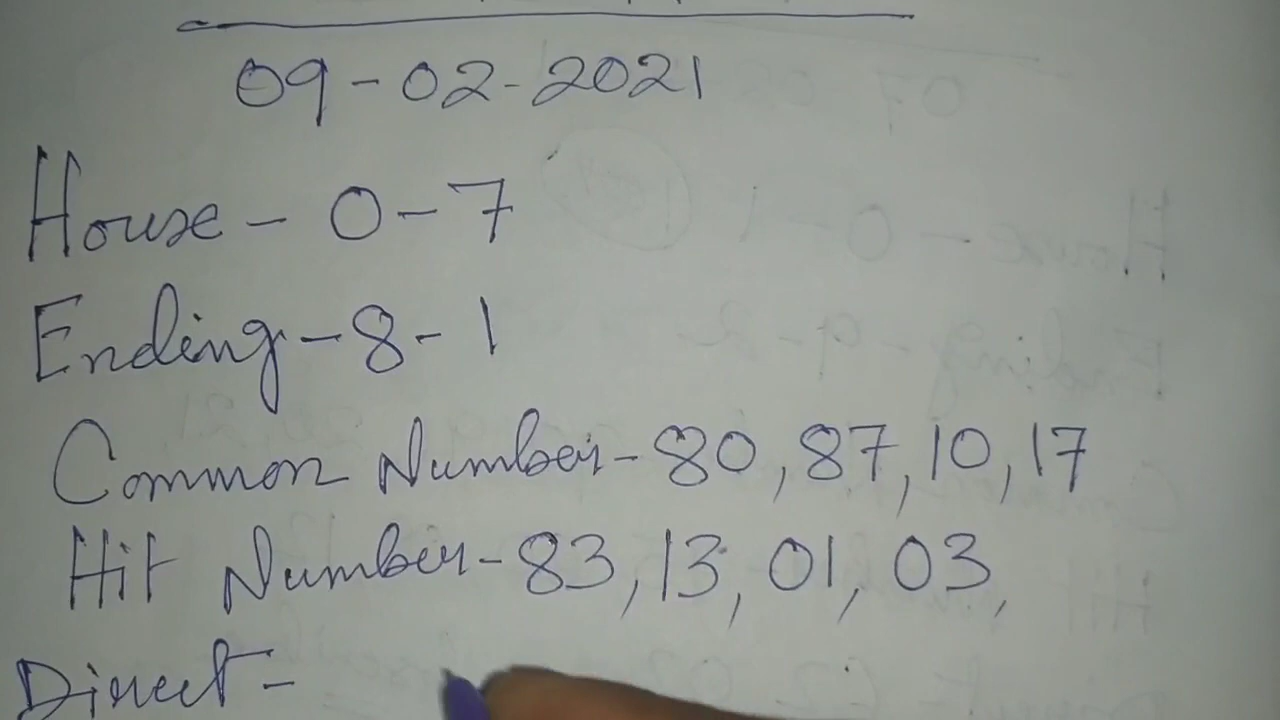 09-02-2021
House - 0-7
Ending - 8-1
Common Number - 80, 87, 10, 17
Hit Number - 83, 13, 01, 03,
Direct -